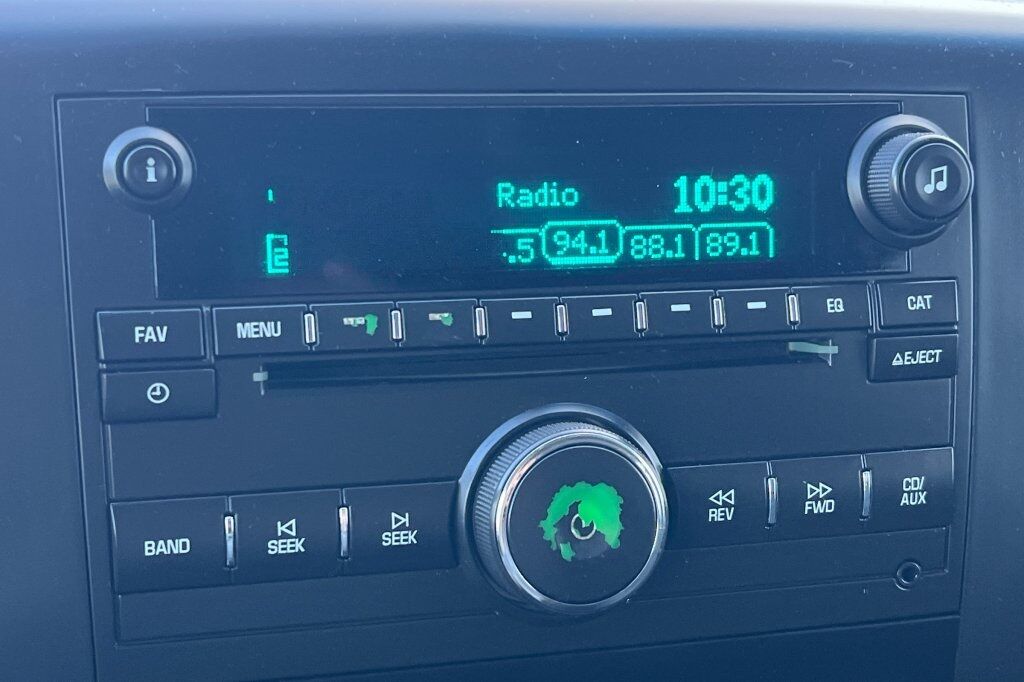 i
Radio 10:30
.5 94.1 88.1 89.1
FAV MENU EQ CAT
EJECT
BAND SEEK SEEK REV FWD CD/
AUX